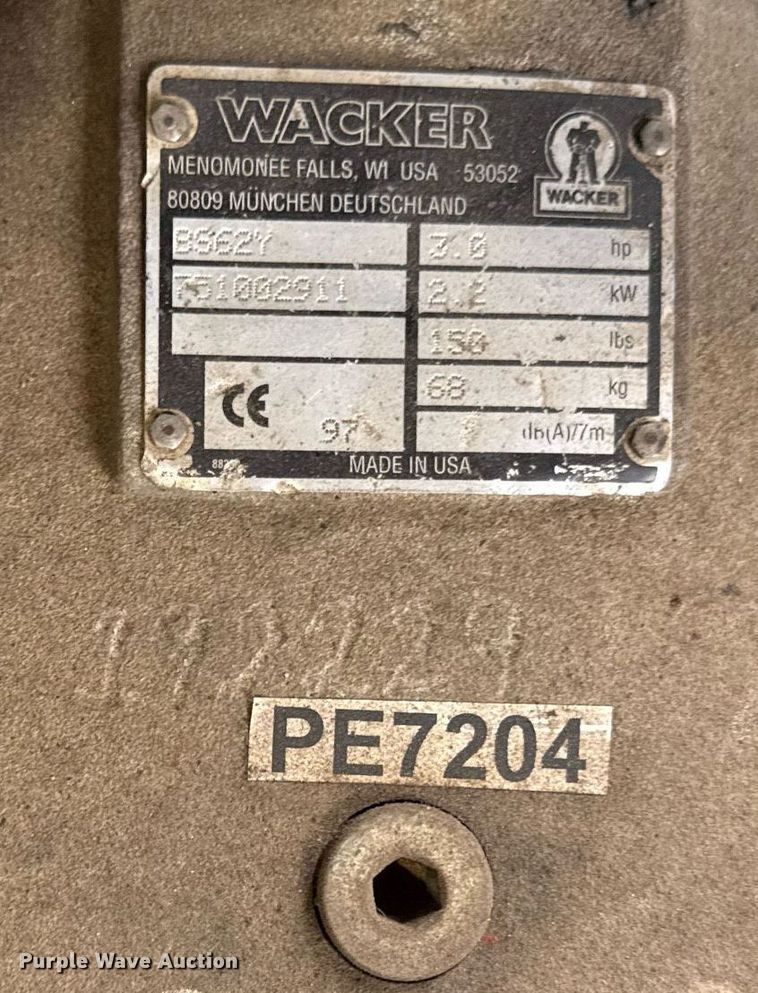 WACKER
MENOMONEE FALLS, WI USA 53052
80809 MÜNCHEN DEUTSCHLAND
WACKER
BS62Y 3.0 hp
751002911 2.2 kW
150 lbs
68 kg
CE 97 dB(A)/7m
MADE IN USA
PE7204
Purple Wave Auction